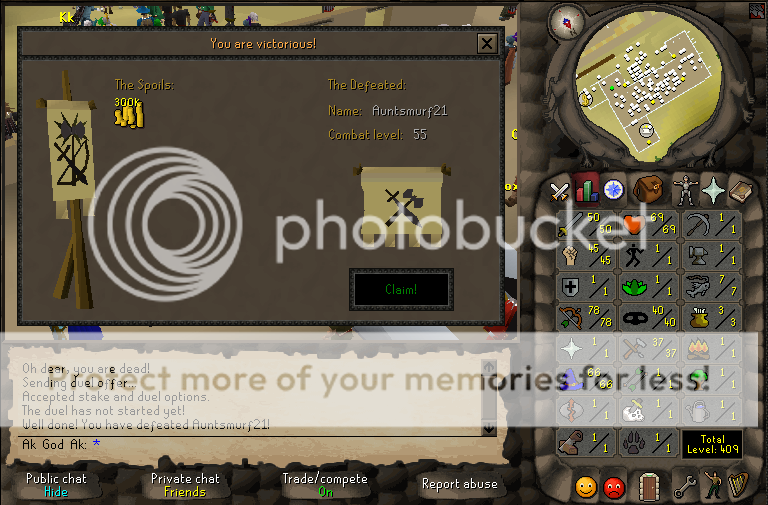 Kk
You are victorious!
The Spoils:
300K
The Defeated:
Name: Auntsmurf21
Combat level: 55
Claim!
photobucket
Protect more of your memories for less!
Oh dear, you are dead!
Sending duel offer...
Accepted stake and duel options.
The duel has not started yet!
Well done! You have defeated Auntsmurf21!
Ak God Ak: *
Public chat
Hide
Private chat
Friends
Trade/compete
On
Report abuse
50/50 69/69 1/1
45/45 1/1 1/1
1/1 1/1 7/7
78/78 40/40 3/3
1/1 37/37 1/1
66/66 1/1 1/1
1/1 1/1 1/1
1/1 1/1
Total
Level: 409